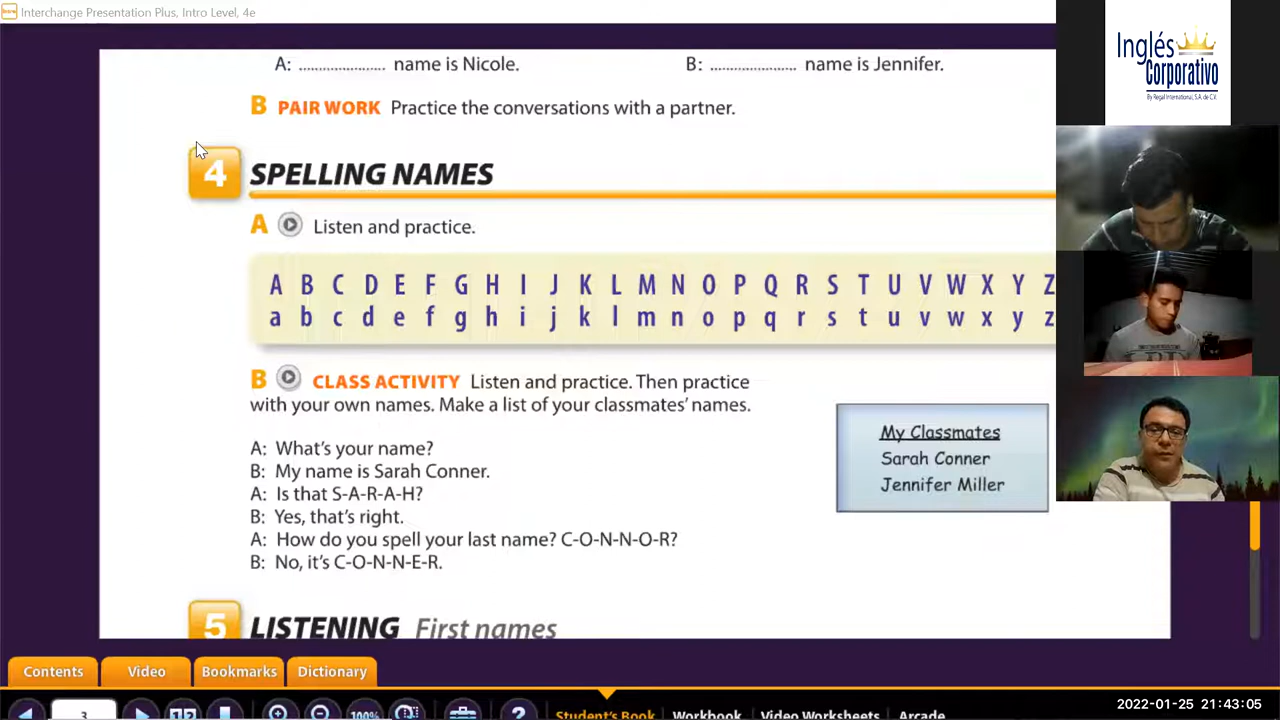 Interchange Presentation Plus, Intro Level, 4e
A: ..................... name is Nicole. B: ..................... name is Jennifer.
B PAIR WORK Practice the conversations with a partner.
4 SPELLING NAMES
A Listen and practice.
A B C D E F G H I J K L M N O P Q R S T U V W X Y Z
a b c d e f g h i j k l m n o p q r s t u v w x y z
B CLASS ACTIVITY Listen and practice. Then practice
with your own names. Make a list of your classmates' names.
A: What's your name?
B: My name is Sarah Conner.
A: Is that S-A-R-A-H?
B: Yes, that's right.
A: How do you spell your last name? C-O-N-N-O-R?
B: No, it's C-O-N-N-E-R.
My Classmates
Sarah Conner
Jennifer Miller
5 LISTENING First names
Contents Video Bookmarks Dictionary
3 100% ?
Student's Book Workbook Video Worksheets Arcade
Inglés
Corporativo
By Regal International, S.A. de C.V.
2022-01-25 21:43:05